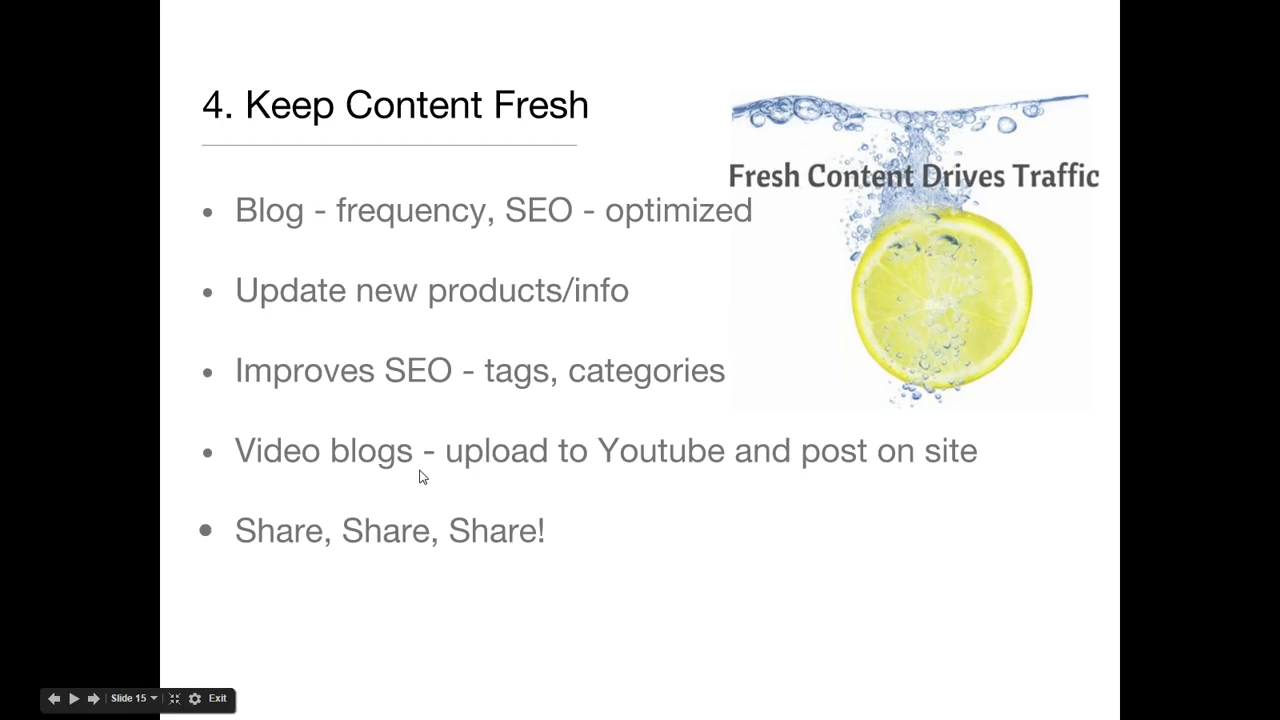 4. Keep Content Fresh
Fresh Content Drives Traffic
• Blog - frequency, SEO - optimized
• Update new products/info
• Improves SEO - tags, categories
• Video blogs - upload to Youtube and post on site
• Share, Share, Share!
Slide 15 Exit